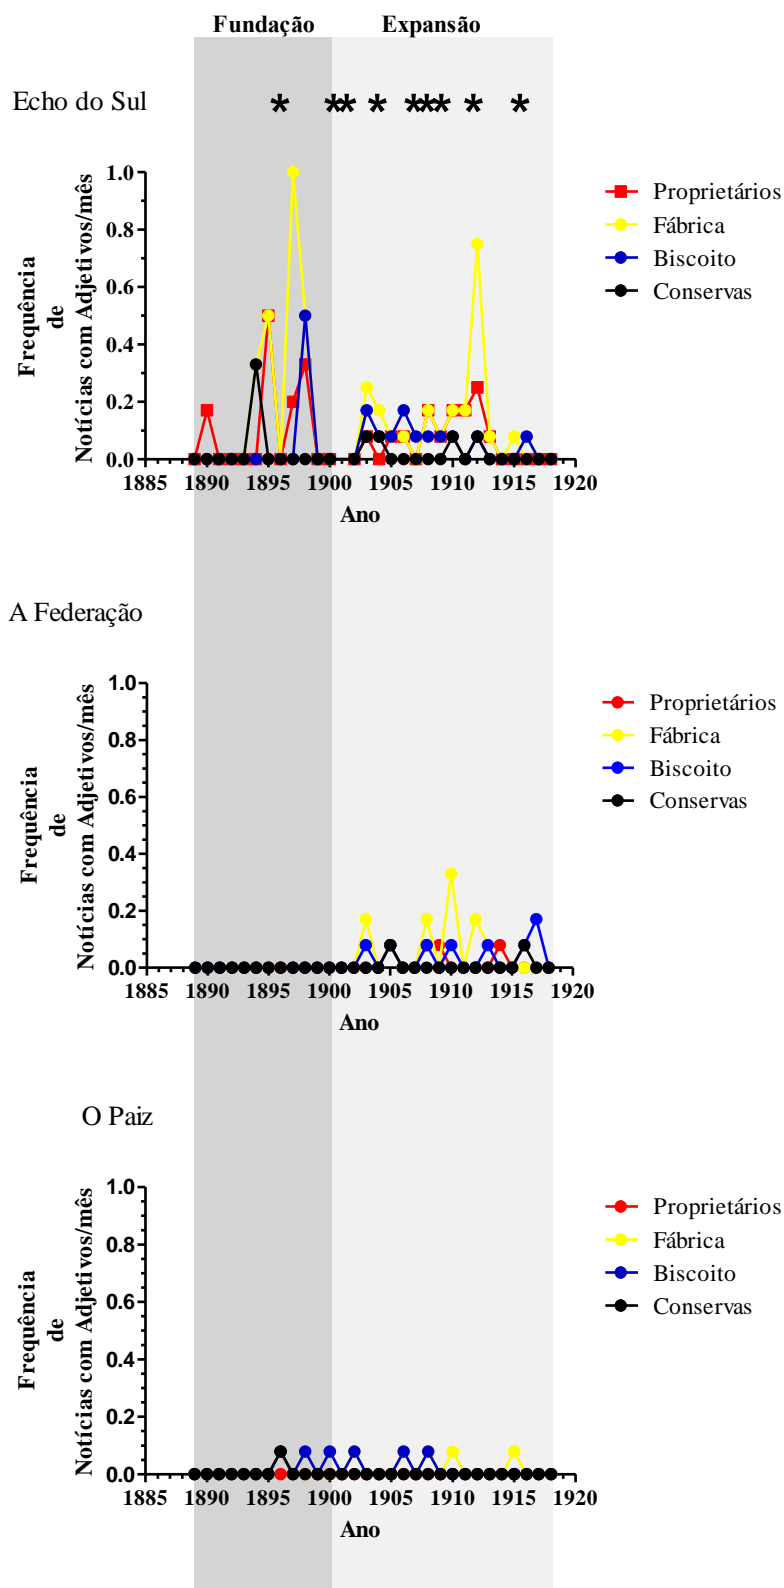 Fundação Expansão
Echo do Sul
* * * * * * * * *
Frequência
de
Notícias com Adjetivos/mês
1.0
0.8
0.6
0.4
0.2
0.0
1885 1890 1895 1900 1905 1910 1915 1920
Ano
Proprietários
Fábrica
Biscoito
Conservas
A Federação
Frequência
de
Notícias com Adjetivos/mês
1.0
0.8
0.6
0.4
0.2
0.0
1885 1890 1895 1900 1905 1910 1915 1920
Ano
Proprietários
Fábrica
Biscoito
Conservas
O Paiz
Frequência
de
Notícias com Adjetivos/mês
1.0
0.8
0.6
0.4
0.2
0.0
1885 1890 1895 1900 1905 1910 1915 1920
Ano
Proprietários
Fábrica
Biscoito
Conservas